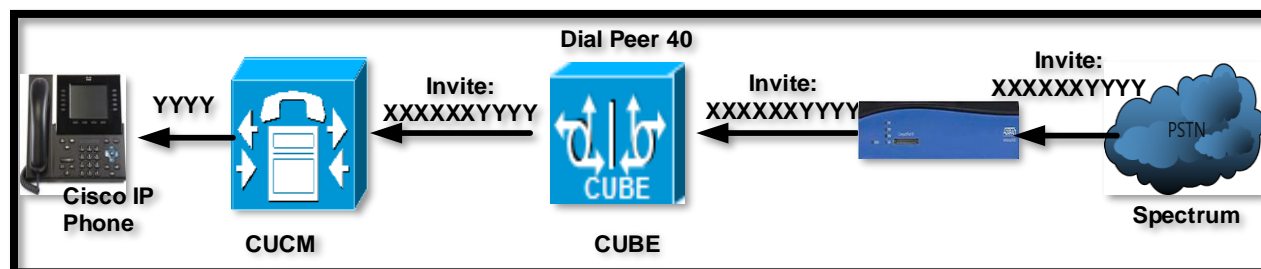 Dial Peer 40
Invite:
XXXXXXYYYY
Invite:
XXXXXXYYYY
Invite:
XXXXXXYYYY
YYYY
PSTN
CUBE
Cisco IP
Phone
CUCM
CUBE
Spectrum